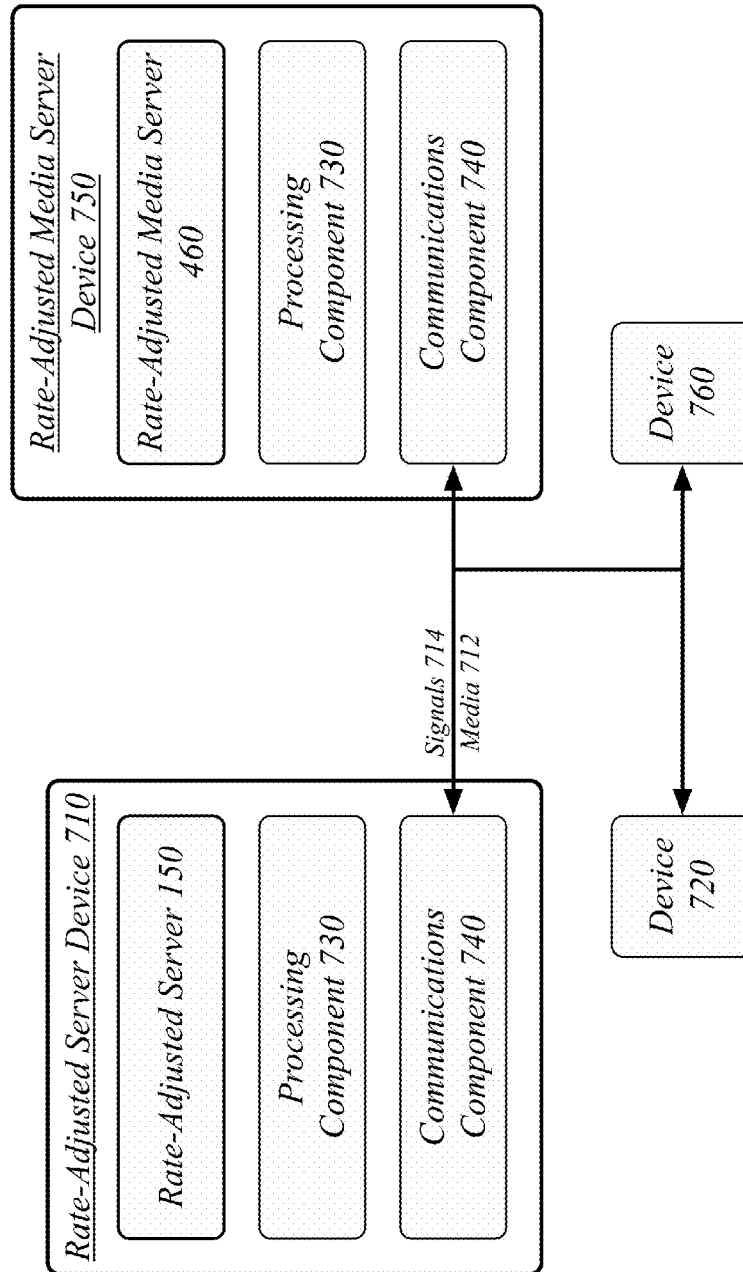 Rate-Adjusted Server Device 710
Rate-Adjusted Server 150
Processing
Component 730
Communications
Component 740
Signals 714
Media 712
Rate-Adjusted Media Server
Device 750
Rate-Adjusted Media Server
460
Processing
Component 730
Communications
Component 740
Device
720
Device
760